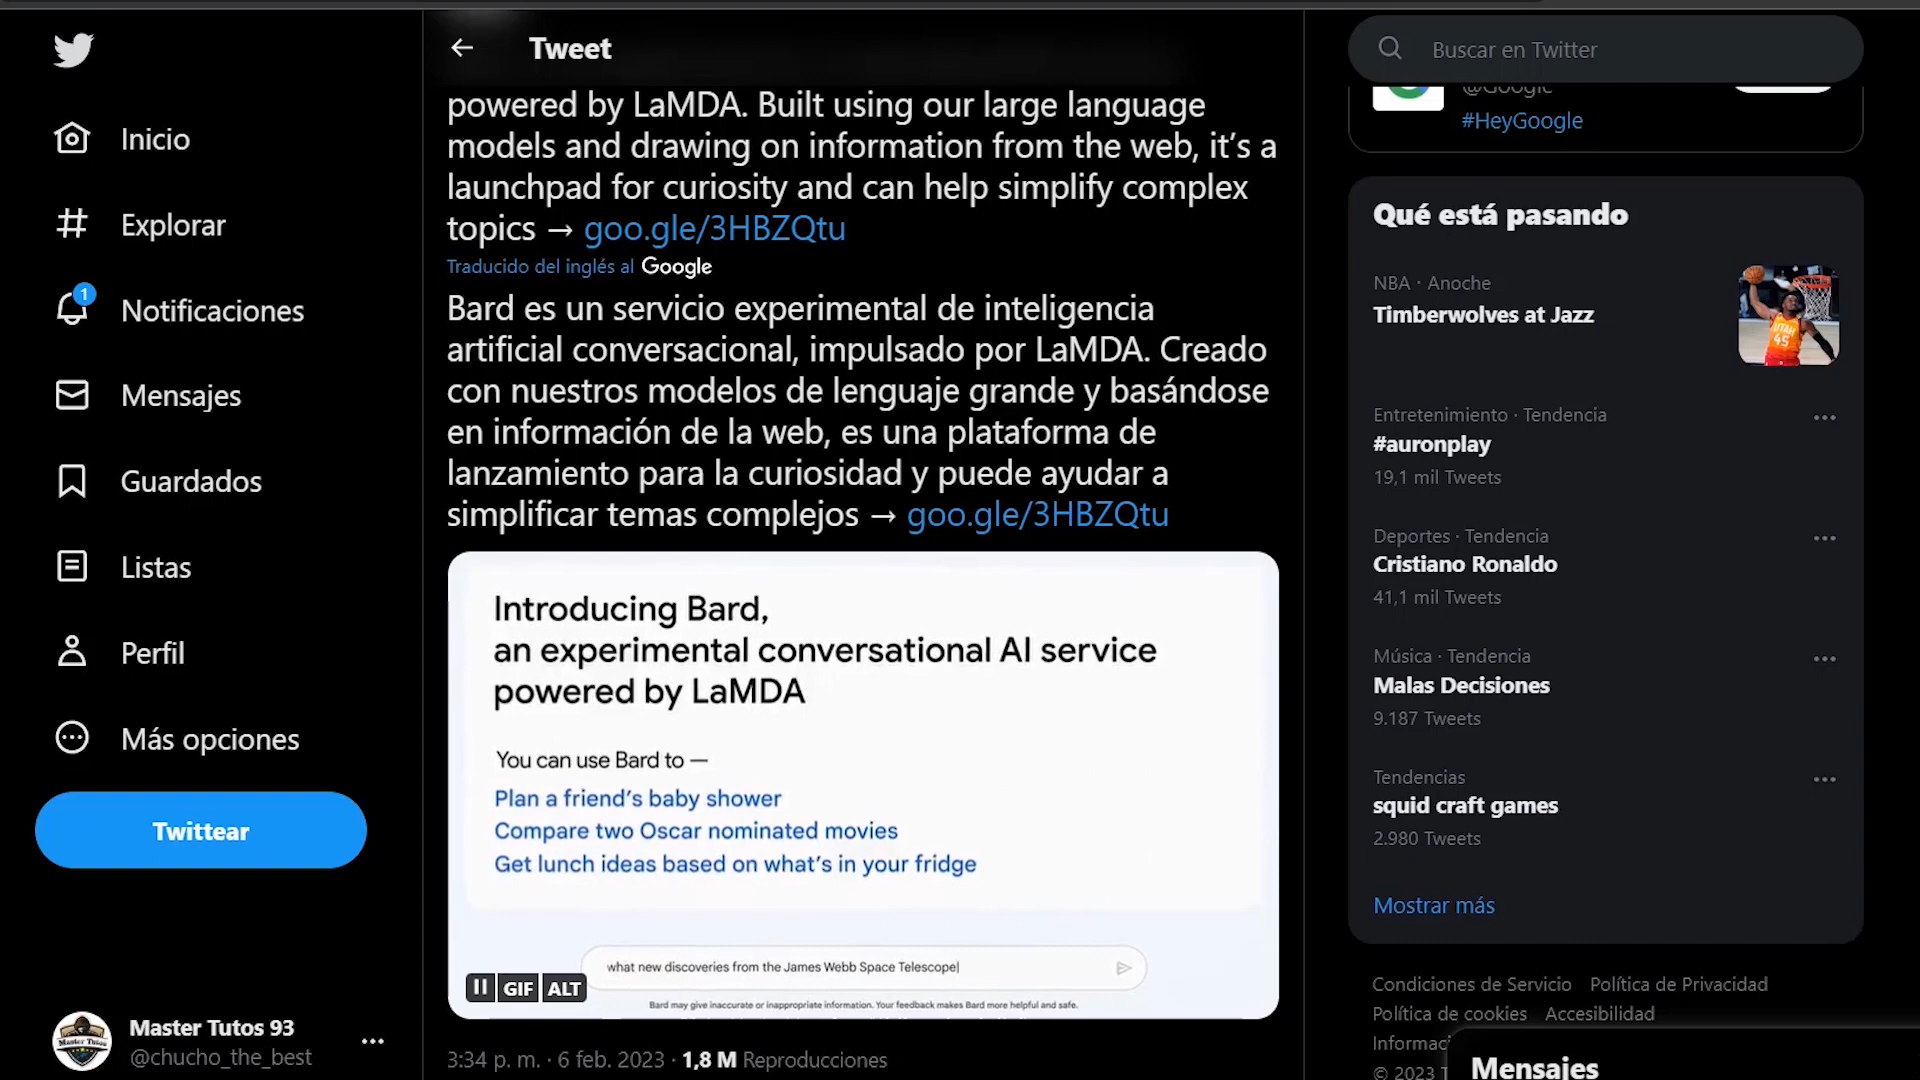 Inicio
Explorar
1
Notificaciones
Mensajes
Guardados
Listas
Perfil
Más opciones
Twittear
Master Tutos 93
@chucho_the_best
Tweet
powered by LaMDA. Built using our large language
models and drawing on information from the web, it's a
launchpad for curiosity and can help simplify complex
topics → goo.gle/3HBZQtu
Traducido del inglés al Google
Bard es un servicio experimental de inteligencia
artificial conversacional, impulsado por LaMDA. Creado
con nuestros modelos de lenguaje grande y basándose
en información de la web, es una plataforma de
lanzamiento para la curiosidad y puede ayudar a
simplificar temas complejos → goo.gle/3HBZQtu
Introducing Bard,
an experimental conversational AI service
powered by LaMDA
You can use Bard to —
Plan a friend's baby shower
Compare two Oscar nominated movies
Get lunch ideas based on what's in your fridge
what new discoveries from the James Webb Space Telescope
GIF ALT
Bard may give inaccurate or inappropriate information. Your feedback makes Bard more helpful and safe.
3:34 p. m. · 6 feb. 2023 · 1,8 M Reproducciones
Buscar en Twitter
@Google
#HeyGoogle
Qué está pasando
NBA · Anoche
Timberwolves at Jazz
UTAH
45
Entretenimiento · Tendencia
#auronplay
19,1 mil Tweets
Deportes · Tendencia
Cristiano Ronaldo
41,1 mil Tweets
Música · Tendencia
Malas Decisiones
9.187 Tweets
Tendencias
squid craft games
2.980 Tweets
Mostrar más
Condiciones de Servicio Política de Privacidad
Política de cookies Accesibilidad
Informac
© 2023 T
Mensajes